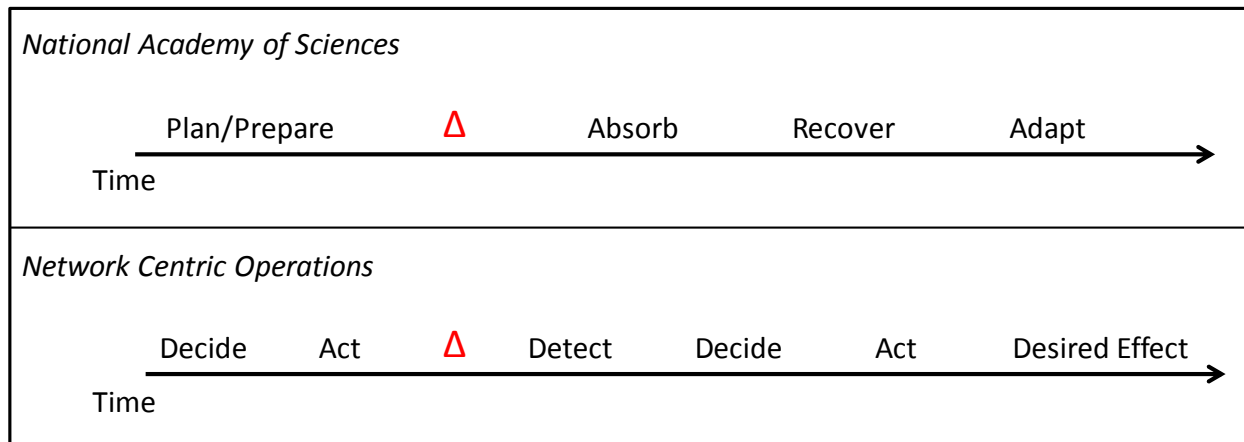 National Academy of Sciences
Plan/Prepare Δ Absorb Recover Adapt
Time
Network Centric Operations
Decide Act Δ Detect Decide Act Desired Effect
Time